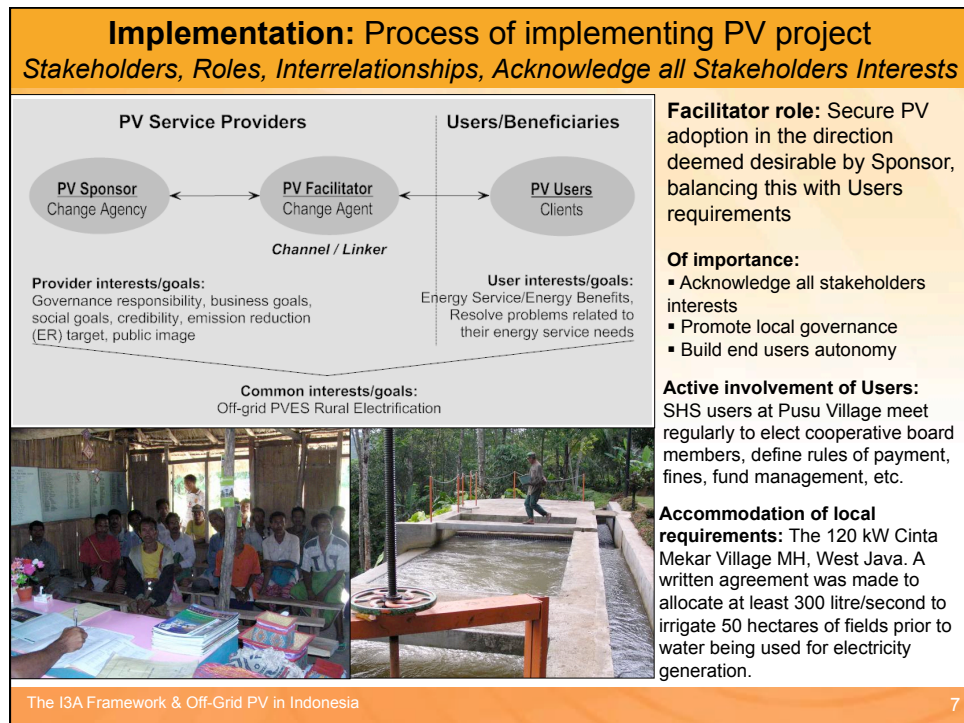 Implementation: Process of implementing PV project
Stakeholders, Roles, Interrelationships, Acknowledge all Stakeholders Interests
PV Service Providers
Users/Beneficiaries
PV Sponsor
Change Agency
PV Facilitator
Change Agent
PV Users
Clients
Channel / Linker
Provider interests/goals:
Governance responsibility, business goals,
social goals, credibility, emission reduction
(ER) target, public image
User interests/goals:
Energy Service/Energy Benefits,
Resolve problems related to
their energy service needs
Common interests/goals:
Off-grid PVES Rural Electrification
Facilitator role: Secure PV
adoption in the direction
deemed desirable by Sponsor,
balancing this with Users
requirements
Of importance:
▪ Acknowledge all stakeholders
interests
▪ Promote local governance
▪ Build end users autonomy
Active involvement of Users:
SHS users at Pusu Village meet
regularly to elect cooperative board
members, define rules of payment,
fines, fund management, etc.
Accommodation of local
requirements: The 120 kW Cinta
Mekar Village MH, West Java. A
written agreement was made to
allocate at least 300 litre/second to
irrigate 50 hectares of fields prior to
water being used for electricity
generation.
The I3A Framework & Off-Grid PV in Indonesia
7